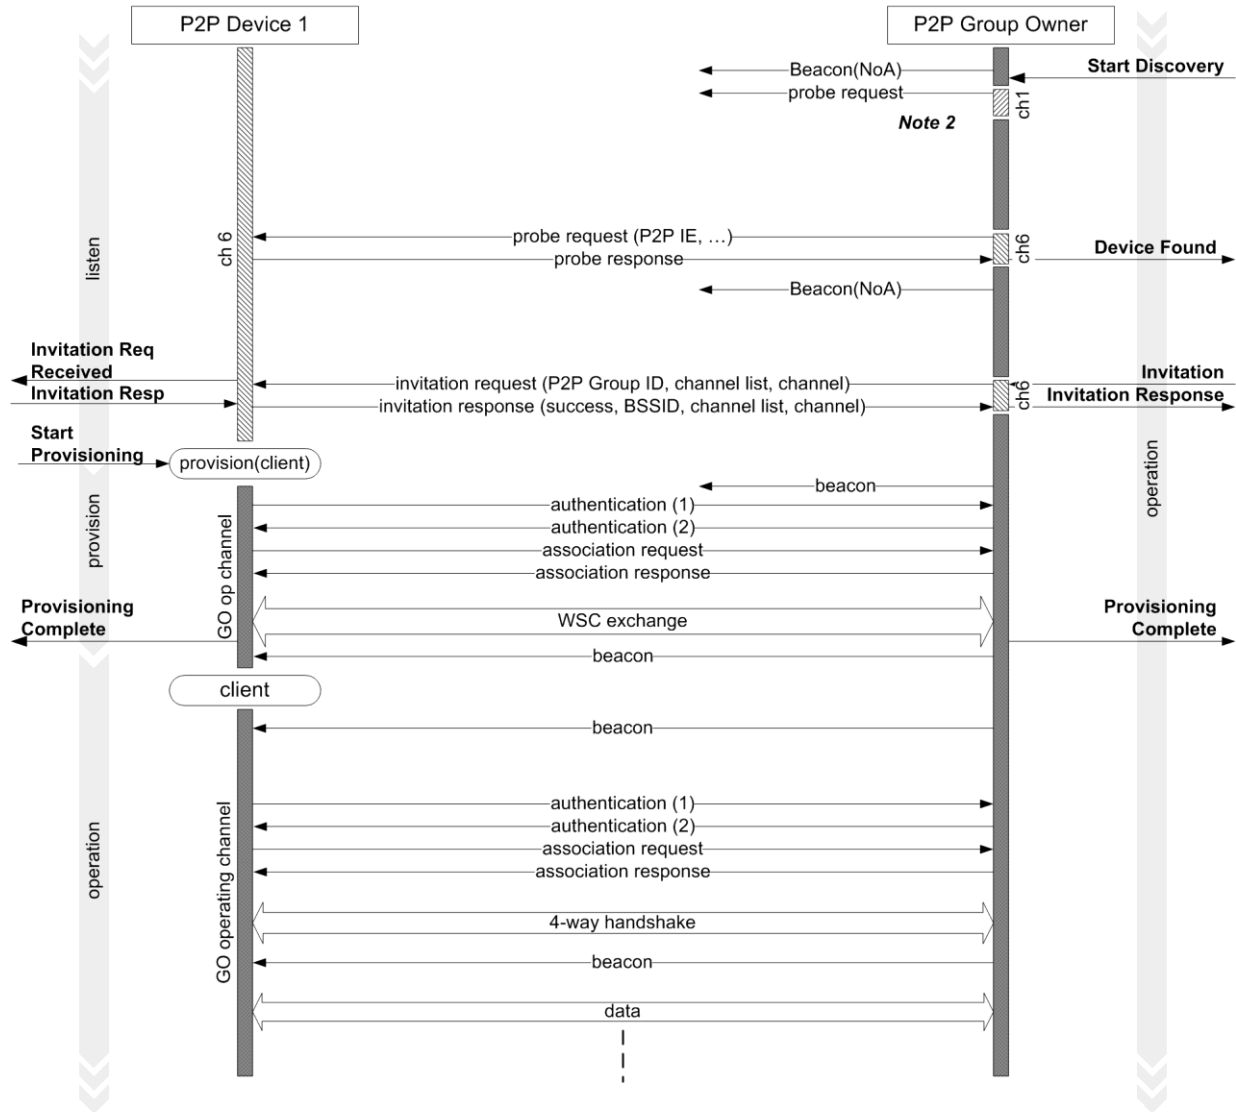 P2P Device 1
P2P Group Owner
Beacon(NoA)
Start Discovery
probe request
ch1
Note 2
listen
ch 6
probe request (P2P IE, …)
probe response
ch6
Device Found
Beacon(NoA)
Invitation Req
Received
invitation request (P2P Group ID, channel list, channel)
ch6
Invitation
Invitation Resp
invitation response (success, BSSID, channel list, channel)
Invitation Response
Start
Provisioning
provision(client)
operation
beacon
provision
GO op channel
authentication (1)
authentication (2)
association request
association response
Provisioning
Complete
WSC exchange
Provisioning
Complete
beacon
client
beacon
operation
GO operating channel
authentication (1)
authentication (2)
association request
association response
4-way handshake
beacon
data